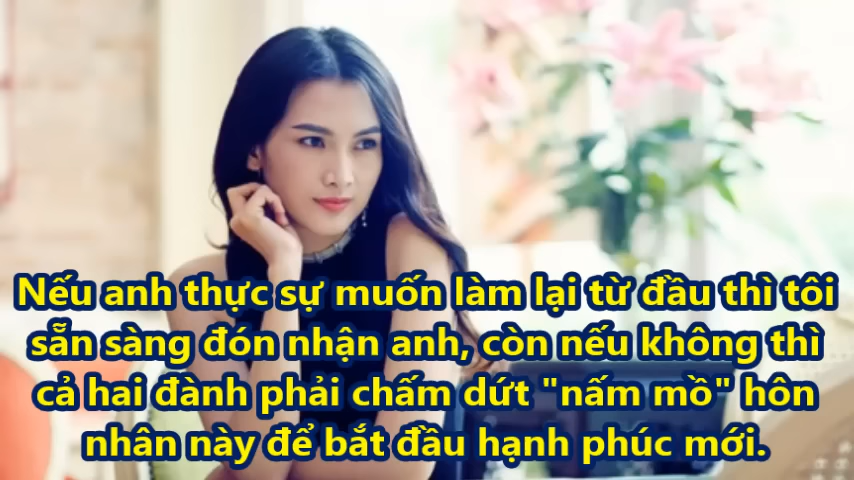 Nếu anh thực sự muốn làm lại từ đầu thì tôi
sẵn sàng đón nhận anh, còn nếu không thì
cả hai đành phải chấm dứt "nấm mồ" hôn
nhân này để bắt đầu hạnh phúc mới.